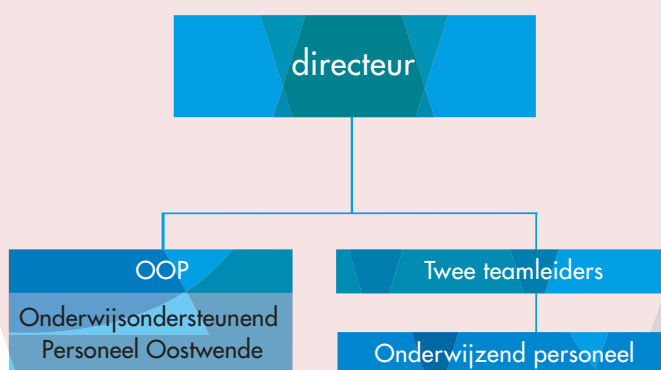 directeur
OOP
Onderwijsondersteunend
Personeel Oostwende
Twee teamleiders
Onderwijzend personeel